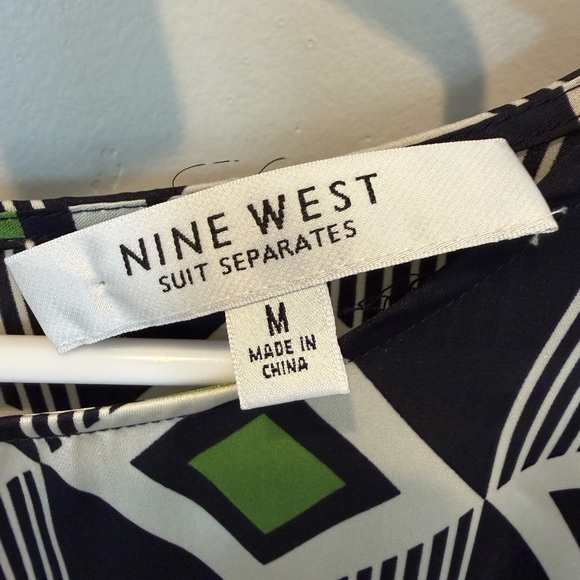 NINE WEST
SUIT SEPARATES
M
MADE IN
CHINA